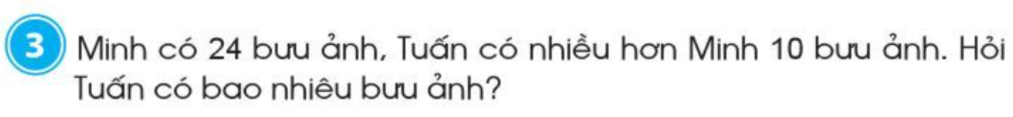 3 Minh có 24 bưu ảnh, Tuấn có nhiều hơn Minh 10 bưu ảnh. Hỏi
Tuấn có bao nhiêu bưu ảnh?